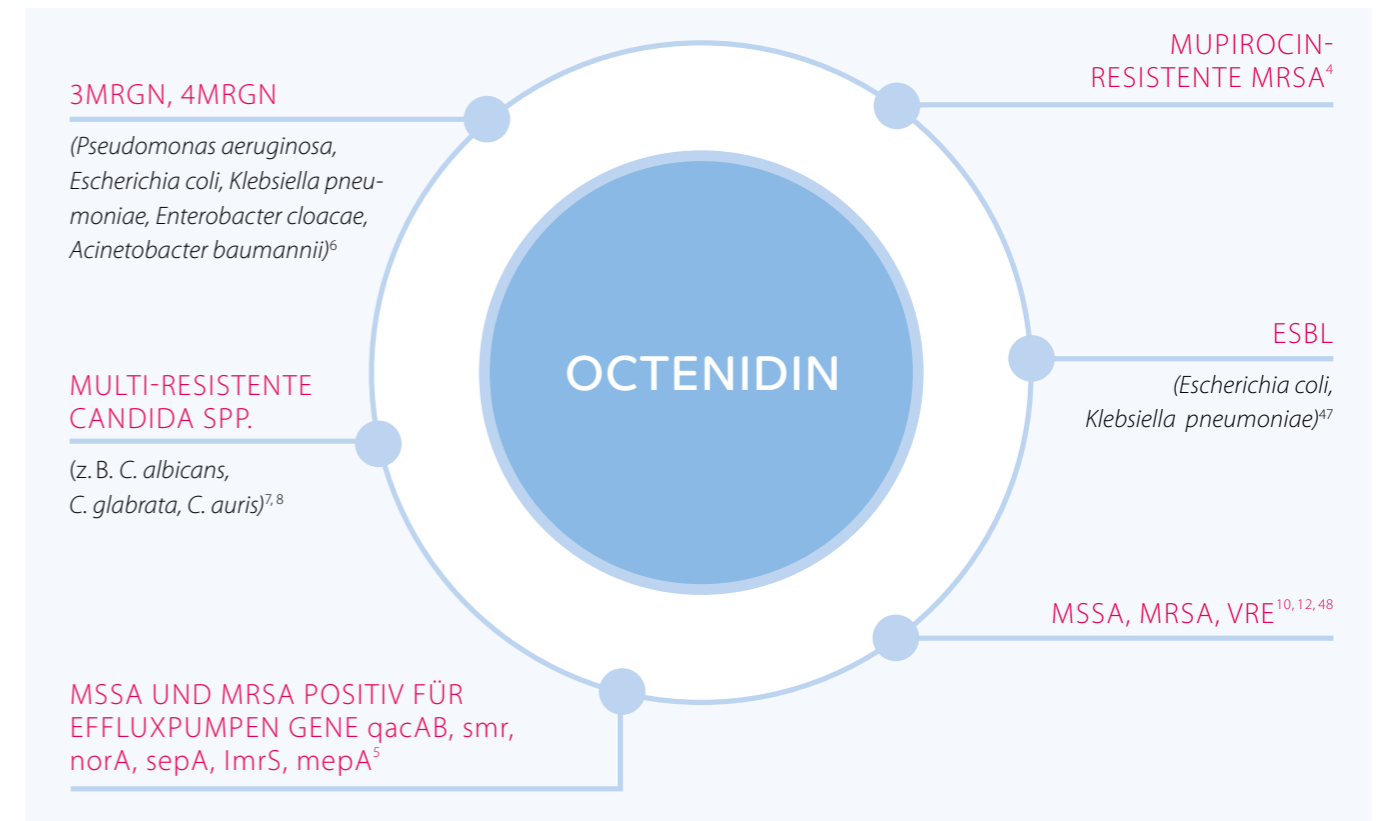 3MRGN, 4MRGN
(Pseudomonas aeruginosa,
Escherichia coli, Klebsiella pneu-
moniae, Enterobacter cloacae,
Acinetobacter baumannii)⁶
MULTI-RESISTENTE
CANDIDA SPP.
(z. B. C. albicans,
C. glabrata, C. auris)⁷,⁸
MSSA UND MRSA POSITIV FÜR
EFFLUXPUMPEN GENE qacAB, smr,
norA, sepA, lmrS, mepA⁵
OCTENIDIN
MUPIROCIN-
RESISTENTE MRSA⁴
ESBL
(Escherichia coli,
Klebsiella pneumoniae)⁴⁷
MSSA, MRSA, VRE¹⁰,¹²,⁴⁸